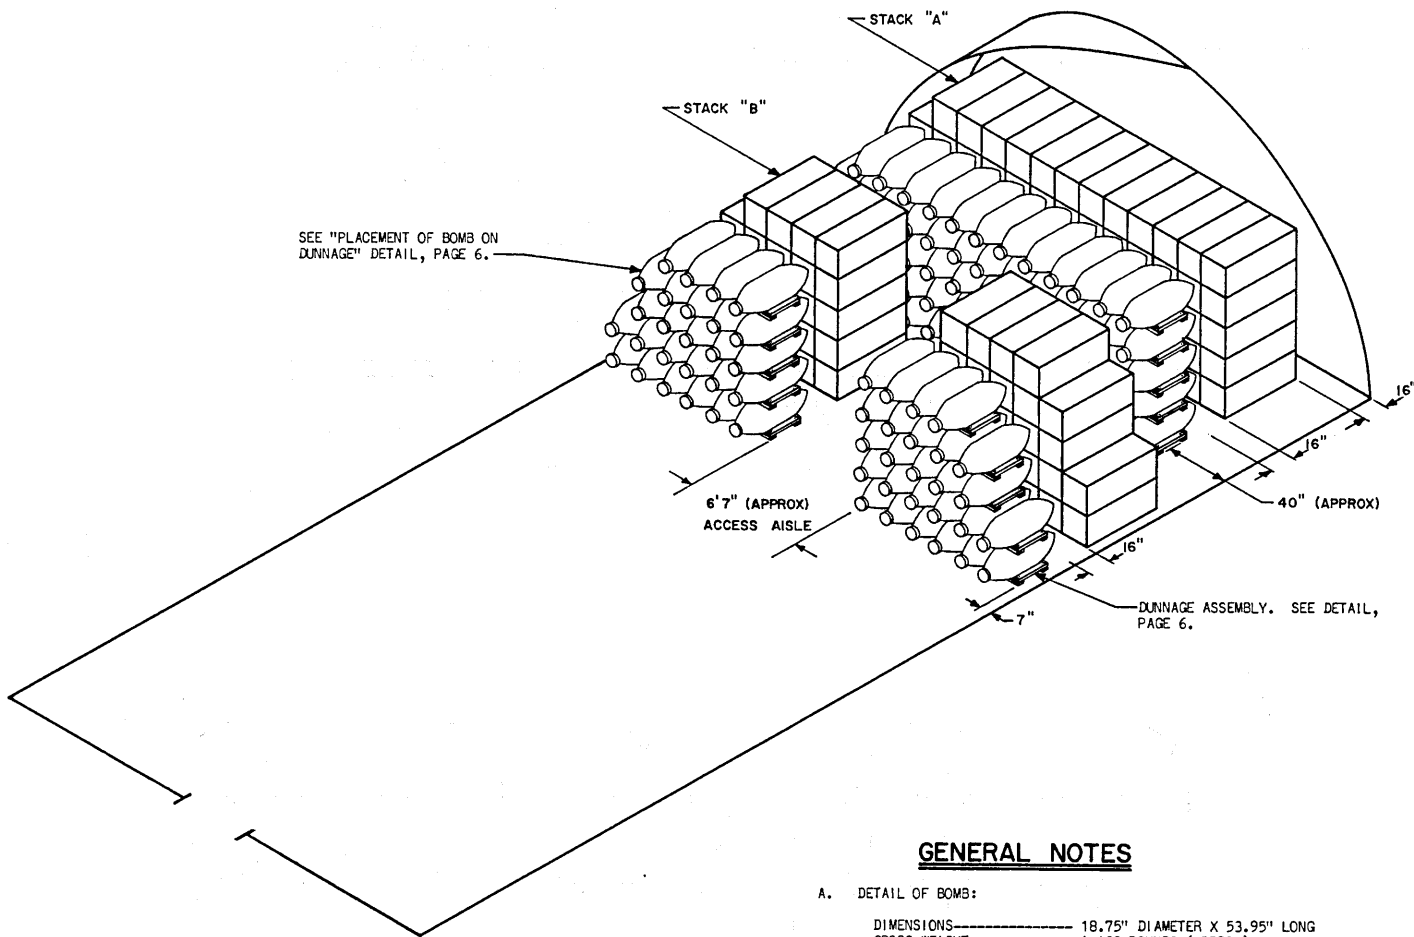 STACK "A"
STACK "B"
SEE "PLACEMENT OF BOMB ON
DUNNAGE" DETAIL, PAGE 6.
16"
16"
40" (APPROX)
6'7" (APPROX)
ACCESS AISLE
16"
DUNNAGE ASSEMBLY. SEE DETAIL,
PAGE 6.
7"
GENERAL NOTES
A. DETAIL OF BOMB:
DIMENSIONS----------------- 18.75" DIAMETER X 53.95" LONG